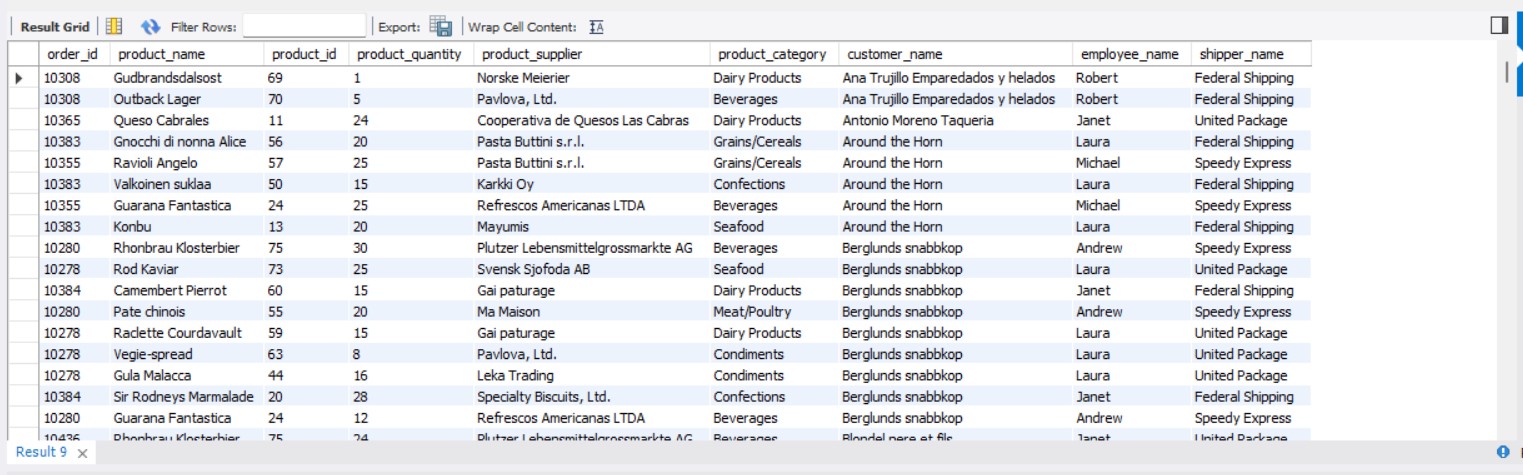 Result Grid Filter Rows: Export: Wrap Cell Content: IA
order_id product_name product_id product_quantity product_supplier product_category customer_name employee_name shipper_name
10308 Gudbrandsdalsost 69 1 Norske Meierier Dairy Products Ana Trujillo Emparedados y helados Robert Federal Shipping
10308 Outback Lager 70 5 Pavlova, Ltd. Beverages Ana Trujillo Emparedados y helados Robert Federal Shipping
10365 Queso Cabrales 11 24 Cooperativa de Quesos Las Cabras Dairy Products Antonio Moreno Taqueria Janet United Package
10383 Gnocchi di nonna Alice 56 20 Pasta Buttini s.r.l. Grains/Cereals Around the Horn Laura Federal Shipping
10355 Ravioli Angelo 57 25 Pasta Buttini s.r.l. Grains/Cereals Around the Horn Michael Speedy Express
10383 Valkoinen suklaa 50 15 Karkki Oy Confections Around the Horn Laura Federal Shipping
10355 Guarana Fantastica 24 25 Refrescos Americanas LTDA Beverages Around the Horn Michael Speedy Express
10383 Konbu 13 20 Mayumis Seafood Around the Horn Laura Federal Shipping
10280 Rhonbrau Klosterbier 75 30 Plutzer Lebensmittelgrossmarkte AG Beverages Berglunds snabbkop Andrew Speedy Express
10278 Rod Kaviar 73 25 Svensk Sjofoda AB Seafood Berglunds snabbkop Laura United Package
10384 Camembert Pierrot 60 15 Gai paturage Dairy Products Berglunds snabbkop Janet Federal Shipping
10280 Pate chinois 55 20 Ma Maison Meat/Poultry Berglunds snabbkop Andrew Speedy Express
10278 Raclette Courdavault 59 15 Gai paturage Dairy Products Berglunds snabbkop Laura United Package
10278 Vegie-spread 63 8 Pavlova, Ltd. Condiments Berglunds snabbkop Laura United Package
10278 Gula Malacca 44 16 Leka Trading Condiments Berglunds snabbkop Laura United Package
10384 Sir Rodneys Marmalade 20 28 Specialty Biscuits, Ltd. Confections Berglunds snabbkop Janet Federal Shipping
10280 Guarana Fantastica 24 12 Refrescos Americanas LTDA Beverages Berglunds snabbkop Andrew Speedy Express
10436 Rhonbrau Klosterbier 75 24 Plutzer Lebensmittelgrossmarkte AG Beverages Blondel pere et fils Janet United Package
Result 9